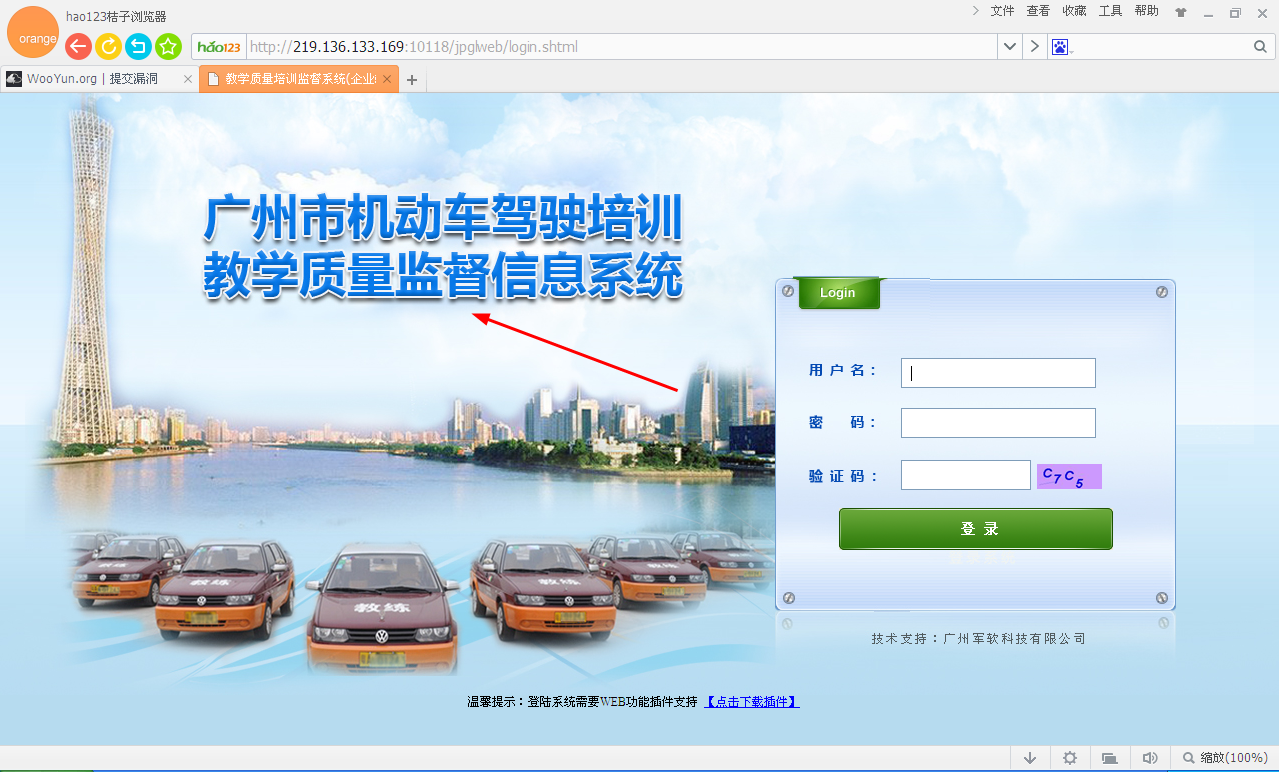 hao123桔子浏览器
文件 查看 收藏 工具 帮助
orange
hao123 http://219.136.133.169:10118/jpglweb/login.shtml
WooYun.org | 提交漏洞
教学质量培训监督系统(企业
广州市机动车驾驶培训
教学质量监督信息系统
Login
用户名：
密 码：
验证码： C7C5
登 录
教练 教练 教练
技术支持：广州军软科技有限公司
温馨提示：登陆系统需要WEB功能插件支持 【点击下载插件】
缩放(100%)